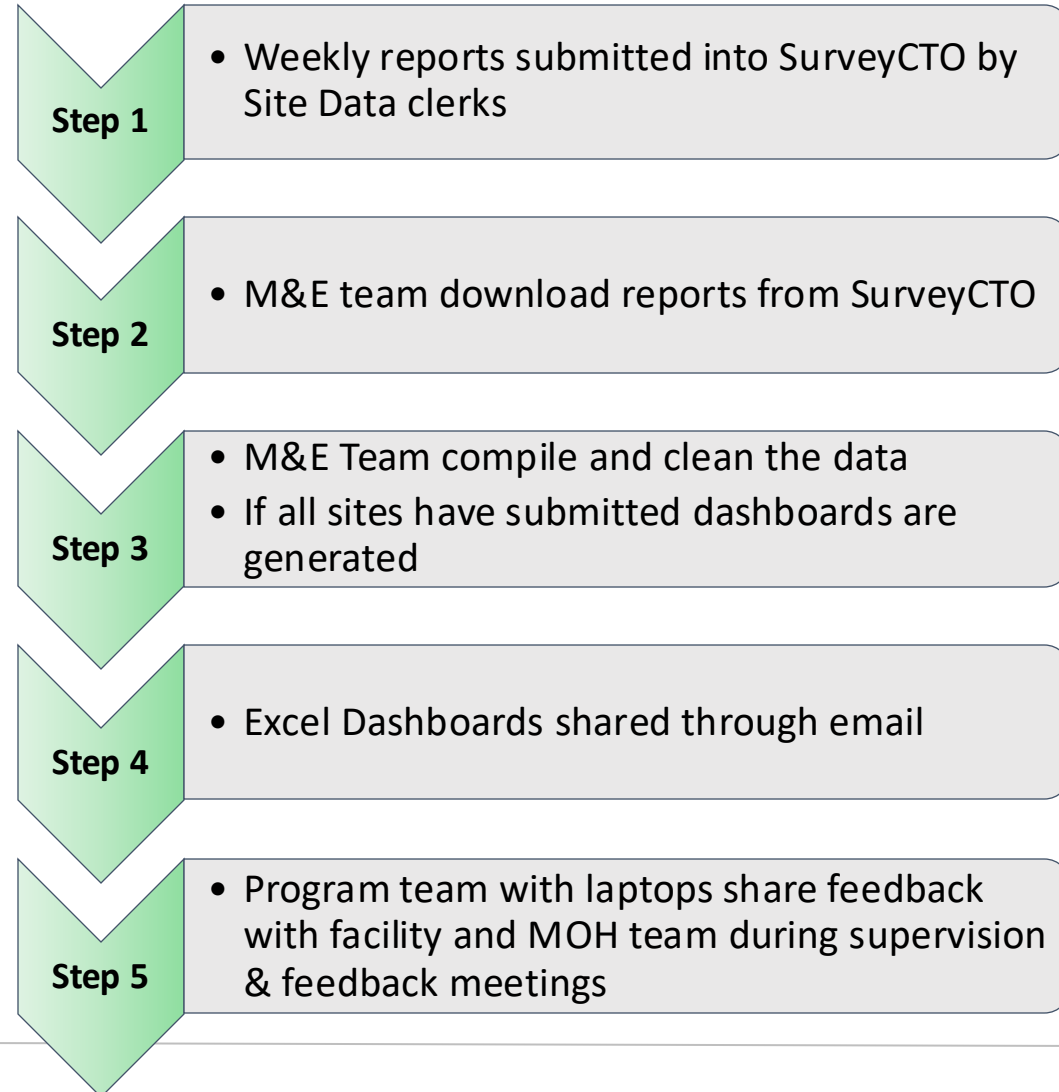 Step 1
• Weekly reports submitted into SurveyCTO by
Site Data clerks
Step 2
• M&E team download reports from SurveyCTO
Step 3
• M&E Team compile and clean the data
• If all sites have submitted dashboards are
generated
Step 4
• Excel Dashboards shared through email
Step 5
• Program team with laptops share feedback
with facility and MOH team during supervision
& feedback meetings